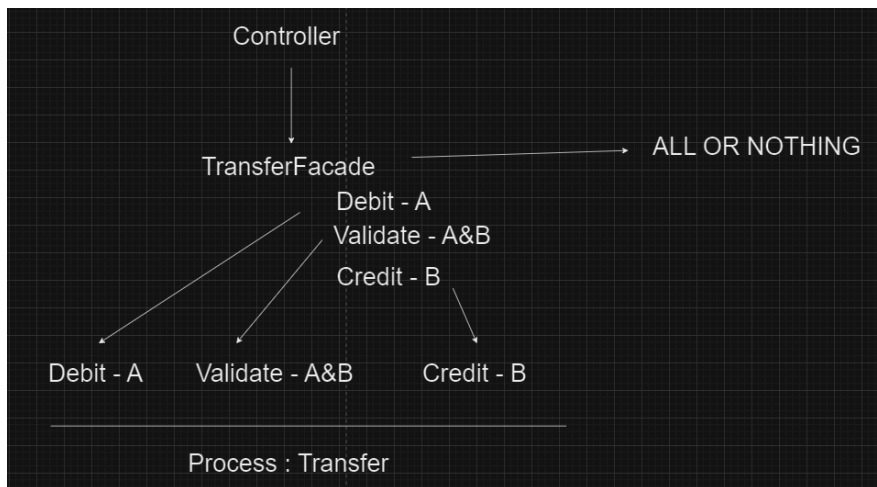 Controller
ALL OR NOTHING
TransferFacade
Debit - A
Validate - A&B
Credit - B
Debit - A
Validate - A&B
Credit - B
Process : Transfer